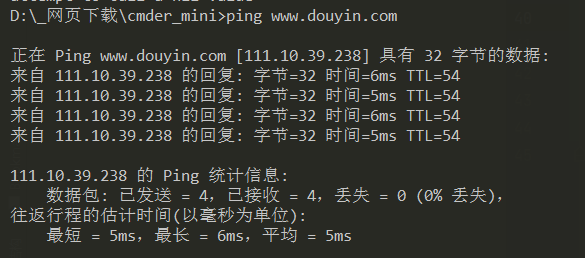 D:\_网页下载\cmder_mini>ping www.douyin.com
正在 Ping www.douyin.com [111.10.39.238] 具有 32 字节的数据:
来自 111.10.39.238 的回复: 字节=32 时间=6ms TTL=54
来自 111.10.39.238 的回复: 字节=32 时间=5ms TTL=54
来自 111.10.39.238 的回复: 字节=32 时间=6ms TTL=54
来自 111.10.39.238 的回复: 字节=32 时间=5ms TTL=54
111.10.39.238 的 Ping 统计信息:
数据包: 已发送 = 4，已接收 = 4，丢失 = 0 (0% 丢失)，
往返行程的估计时间(以毫秒为单位):
最短 = 5ms，最长 = 6ms，平均 = 5ms